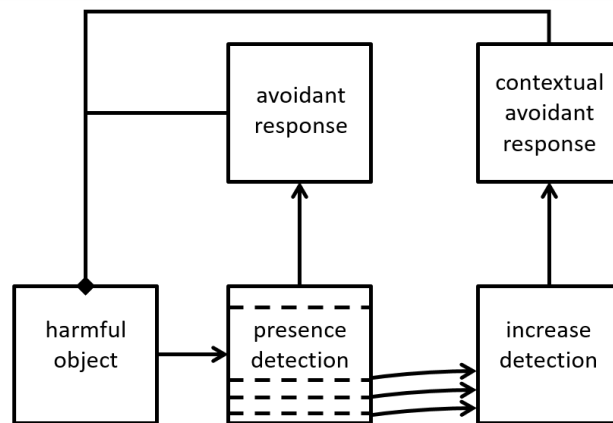 avoidant
response
contextual
avoidant
response
harmful
object
presence
detection
increase
detection